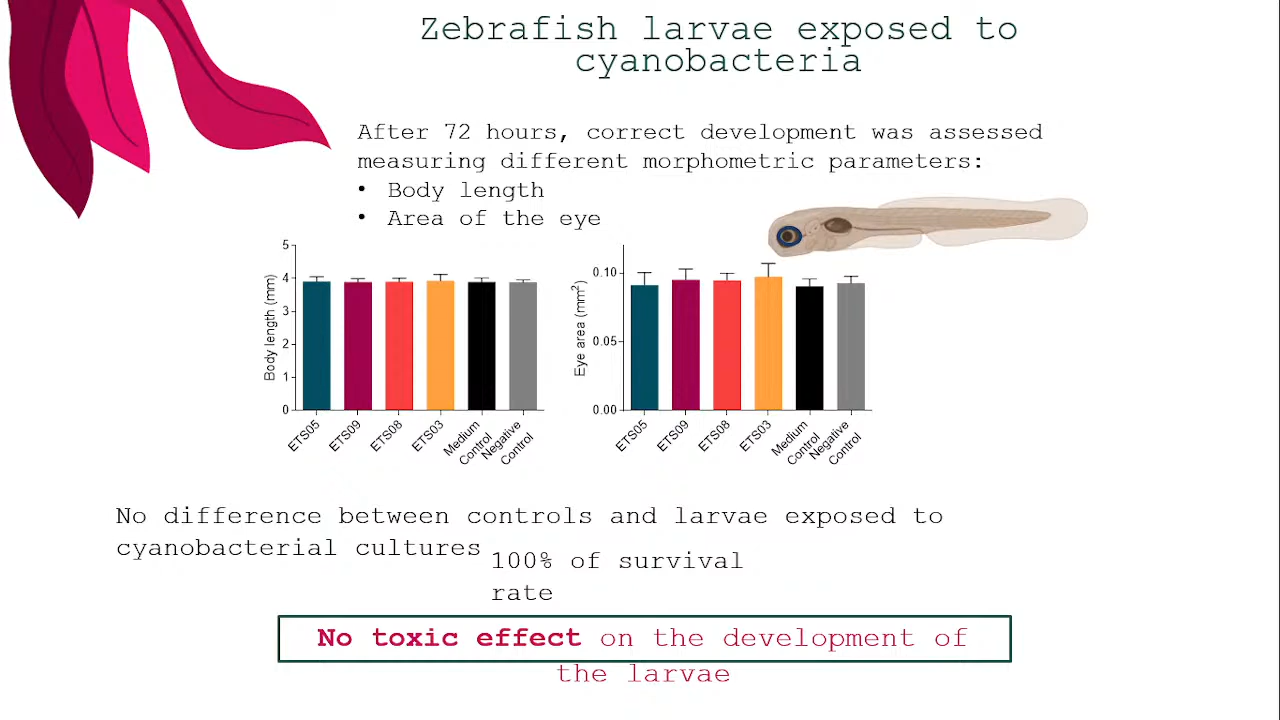 Zebrafish larvae exposed to
cyanobacteria
After 72 hours, correct development was assessed
measuring different morphometric parameters:
• Body length
• Area of the eye
Body length (mm)
5
4
3
2
1
0
ETS05
ETS09
ETS08
ETS03
Medium
Control
Negative
Control
Eye area (mm²)
0.10
0.05
0.00
ETS05
ETS09
ETS08
ETS03
Medium
Control
Negative
Control
No difference between controls and larvae exposed to
cyanobacterial cultures
100% of survival
rate
No toxic effect on the development of
the larvae